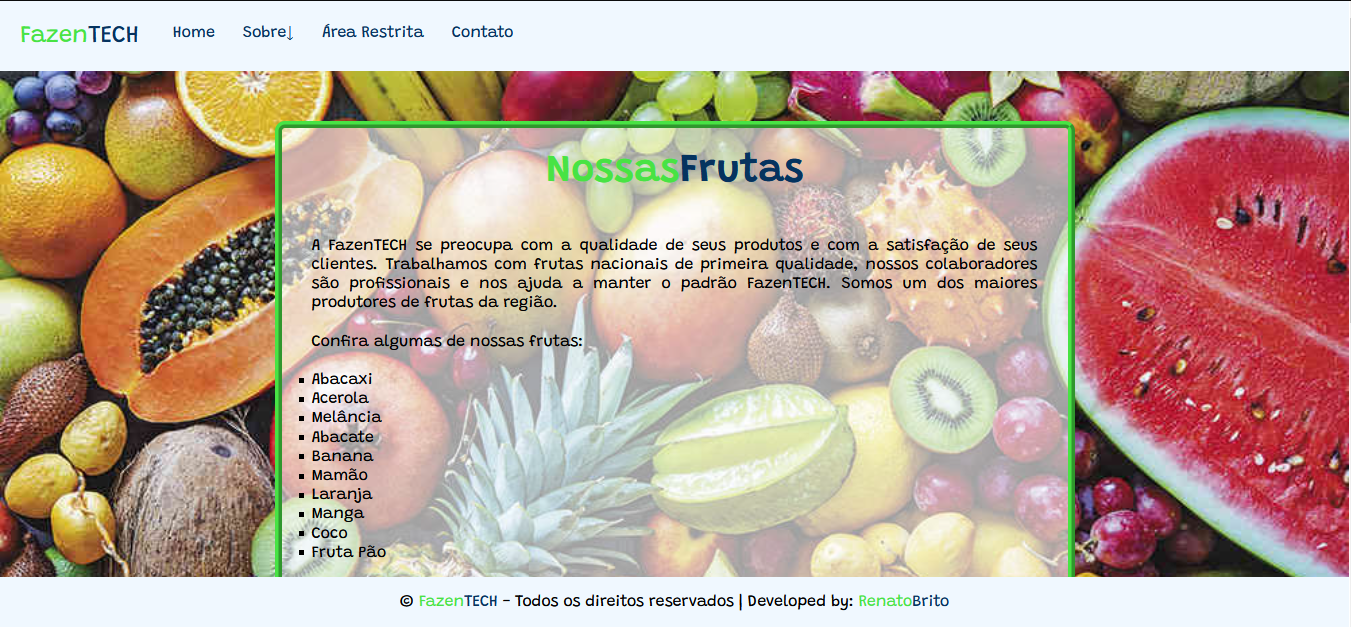 FazenTECH Home Sobre↓ Área Restrita Contato
NossasFrutas
A FazenTECH se preocupa com a qualidade de seus produtos e com a satisfação de seus
clientes. Trabalhamos com frutas nacionais de primeira qualidade, nossos colaboradores
são profissionais e nos ajuda a manter o padrão FazenTECH. Somos um dos maiores
produtores de frutas da região.
Confira algumas de nossas frutas:
▪ Abacaxi
▪ Acerola
▪ Melância
▪ Abacate
▪ Banana
▪ Mamão
▪ Laranja
▪ Manga
▪ Coco
▪ Fruta Pão
© FazenTECH - Todos os direitos reservados | Developed by: RenatoBrito